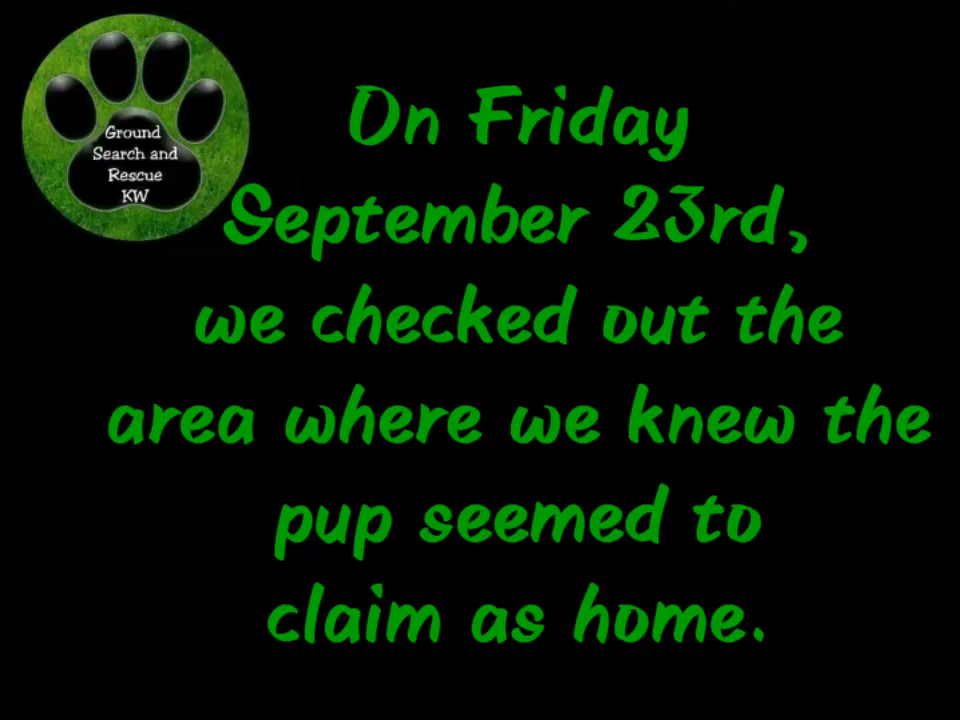 Ground
Search and
Rescue
KW
On Friday
September 23rd,
we checked out the
area where we knew the
pup seemed to
claim as home.